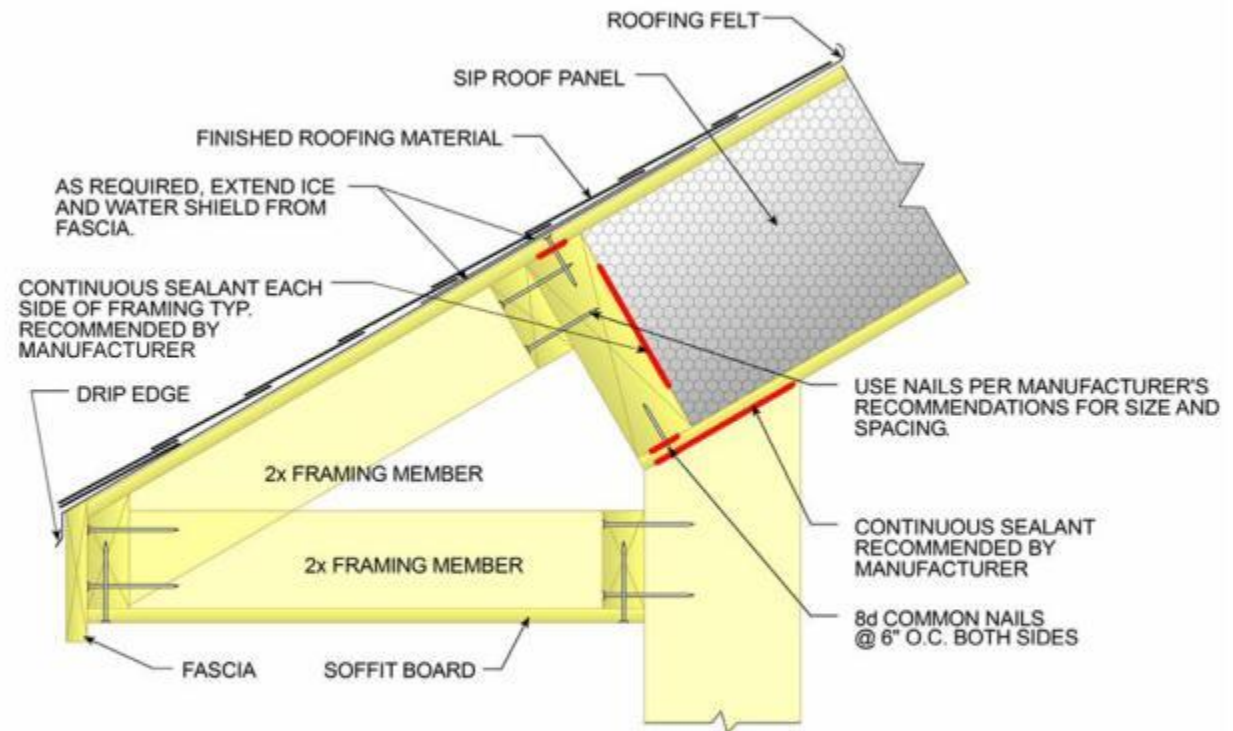 ROOFING FELT
SIP ROOF PANEL
FINISHED ROOFING MATERIAL
AS REQUIRED, EXTEND ICE
AND WATER SHIELD FROM
FASCIA.
CONTINUOUS SEALANT EACH
SIDE OF FRAMING TYP.
RECOMMENDED BY
MANUFACTURER
DRIP EDGE
USE NAILS PER MANUFACTURER'S
RECOMMENDATIONS FOR SIZE AND
SPACING.
2x FRAMING MEMBER
2x FRAMING MEMBER
CONTINUOUS SEALANT
RECOMMENDED BY
MANUFACTURER
8d COMMON NAILS
@ 6" O.C. BOTH SIDES
FASCIA
SOFFIT BOARD